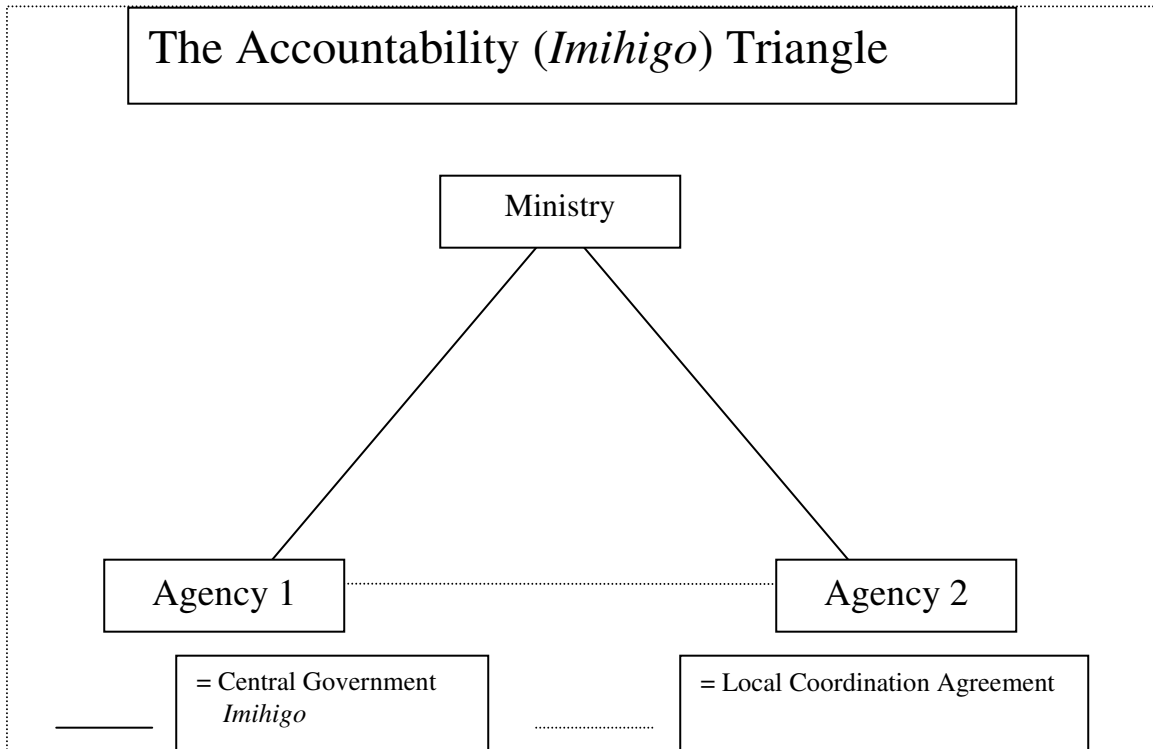 The Accountability (Imihigo) Triangle
Ministry
Agency 1
Agency 2
= Central Government
Imihigo
= Local Coordination Agreement